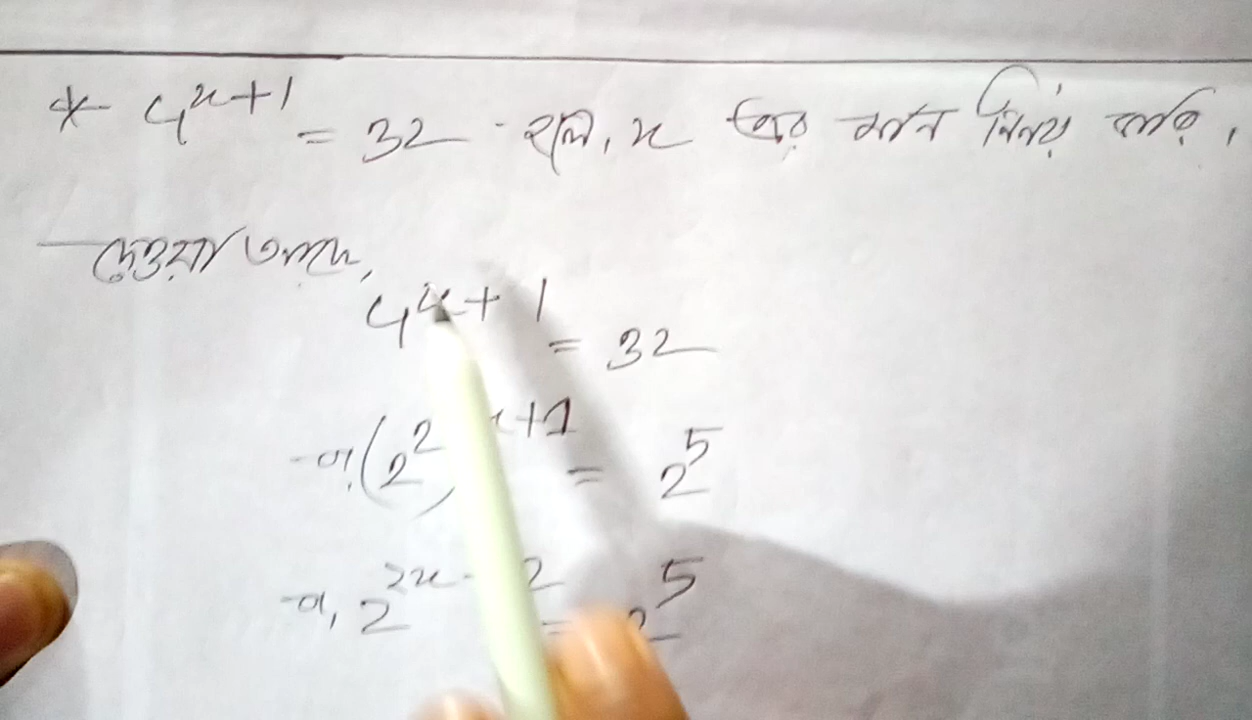 * 4^x+1 = 32 হলে, x এর মান নির্ণয় করি,
দেওয়া আছে,
4^x+1 = 32
বা, (2^2) x+1 = 2^5
বা, 2^2x 2 = 2^5